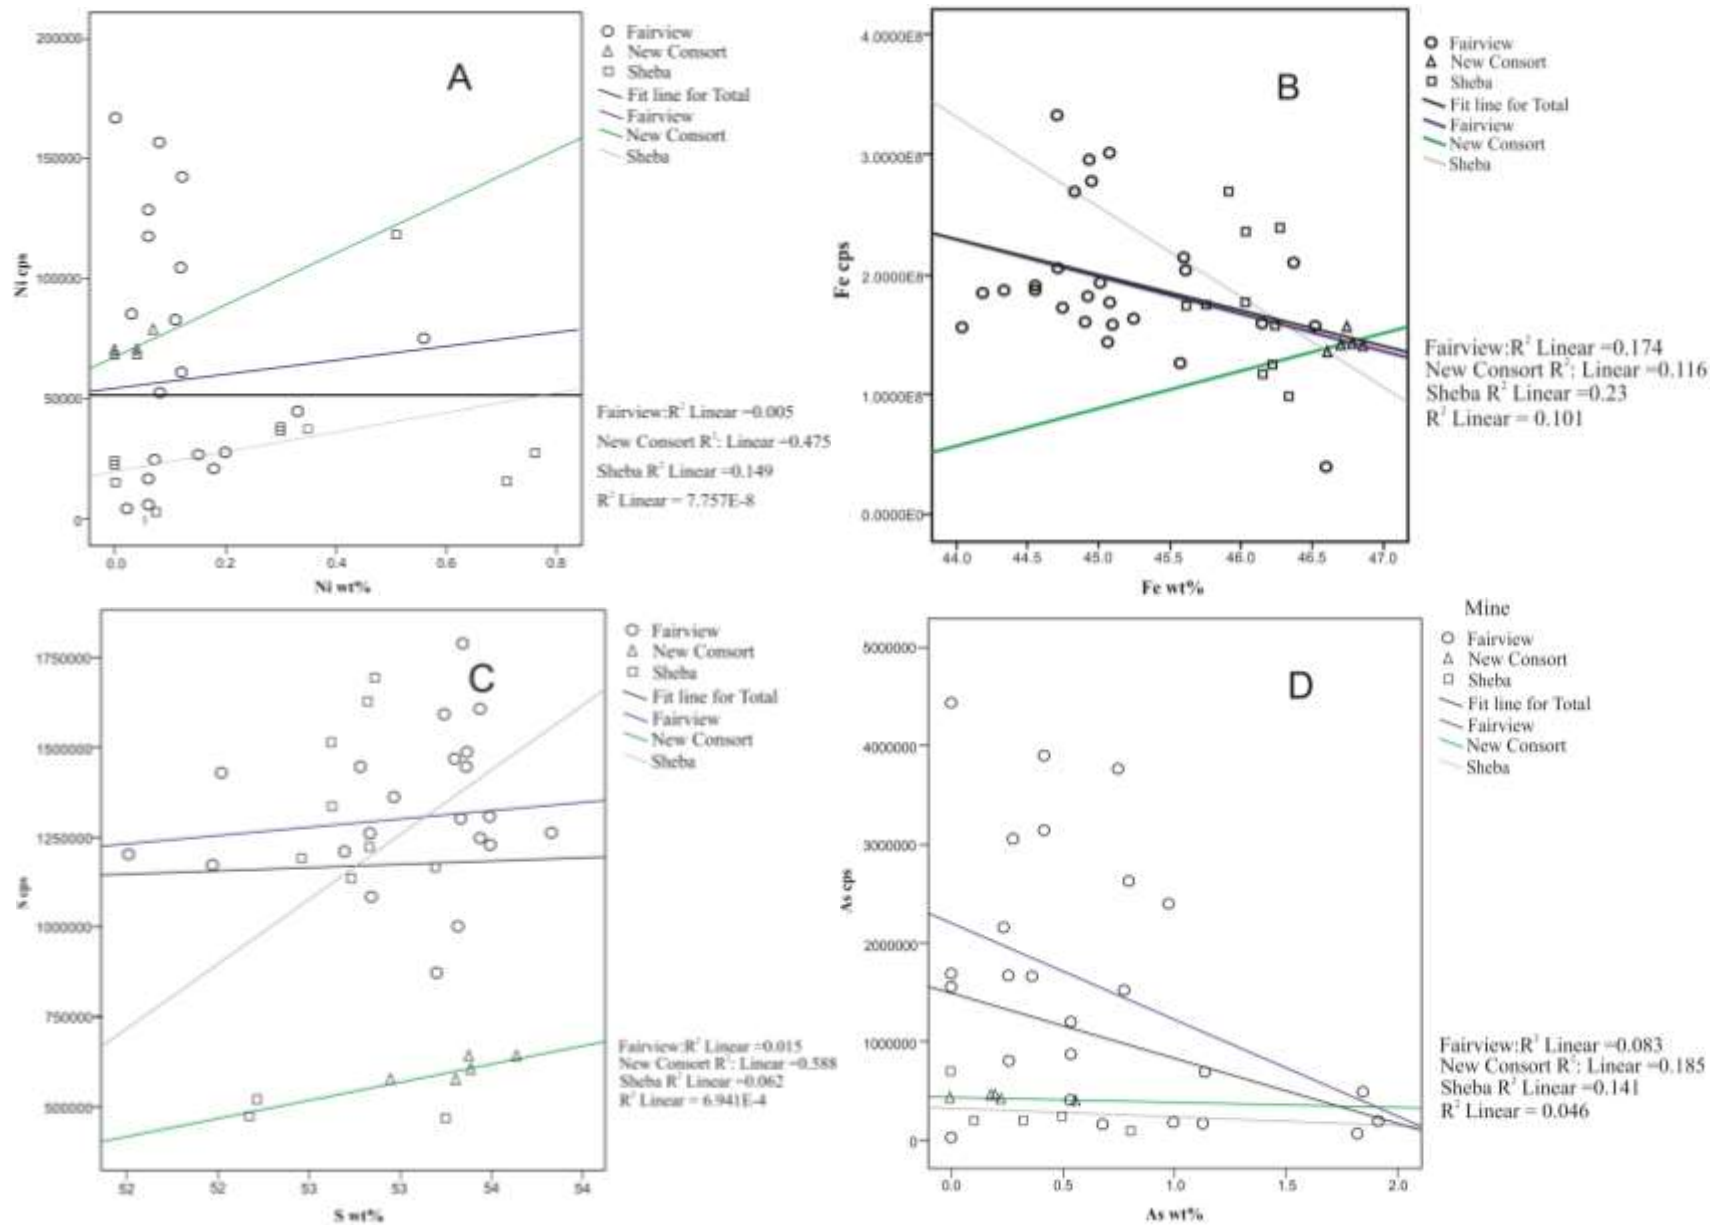 A
200000
150000
100000
50000
0
Ni cps
0.0 0.2 0.4 0.6 0.8
Ni wt%
Fairview
New Consort
Sheba
Fit line for Total
Fairview
New Consort
Sheba
Fairview:R² Linear =0.005
New Consort R²: Linear =0.475
Sheba R² Linear =0.149
R² Linear = 7.757E-8
B
4.0000E8
3.0000E8
2.0000E8
1.0000E8
0.0000E0
Fe cps
44.0 44.5 45.0 45.5 46.0 46.5 47.0
Fe wt%
Fairview
New Consort
Sheba
Fit line for Total
Fairview
New Consort
Sheba
Fairview:R² Linear =0.174
New Consort R²: Linear =0.116
Sheba R² Linear =0.23
R² Linear = 0.101
C
1750000
1500000
1250000
1000000
750000
500000
S cps
52 52 53 53 54 54
S wt%
Fairview
New Consort
Sheba
Fit line for Total
Fairview
New Consort
Sheba
Fairview:R² Linear =0.015
New Consort R²: Linear =0.588
Sheba R² Linear =0.062
R² Linear = 6.941E-4
D
5000000
4000000
3000000
2000000
1000000
0
As cps
0.0 0.5 1.0 1.5 2.0
As wt%
Mine
Fairview
New Consort
Sheba
Fit line for Total
Fairview
New Consort
Sheba
Fairview:R² Linear =0.083
New Consort R²: Linear =0.185
Sheba R² Linear =0.141
R² Linear = 0.046